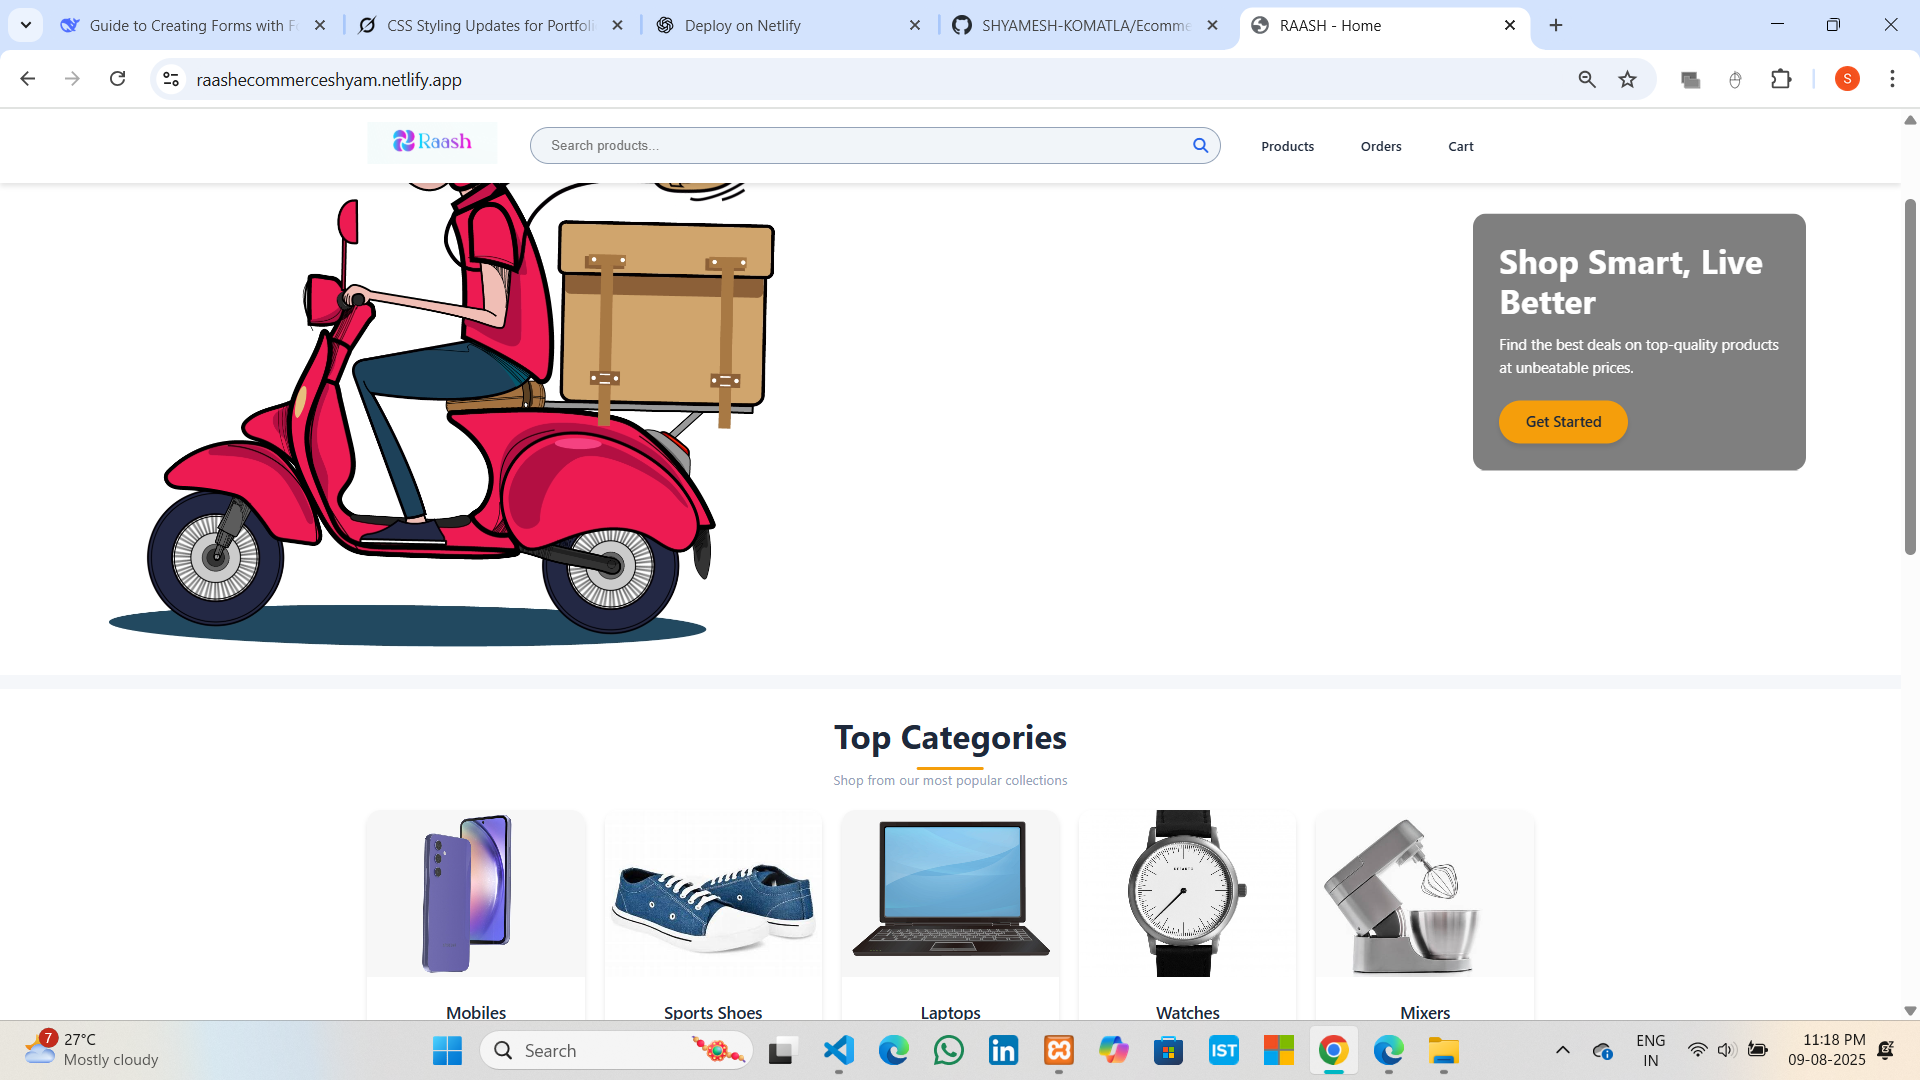 Guide to Creating Forms with F
CSS Styling Updates for Portfoli
Deploy on Netlify
SHYAMESH-KOMATLA/Ecomme
RAASH - Home
raashecommerceshyam.netlify.app
S
Raash
Search products...
Products
Orders
Cart
Shop Smart, Live
Better
Find the best deals on top-quality products
at unbeatable prices.
Get Started
Top Categories
Shop from our most popular collections
Mobiles
Sports Shoes
Laptops
Watches
Mixers
7
27°C
Mostly cloudy
Search
IST
ENG
IN
11:18 PM
09-08-2025